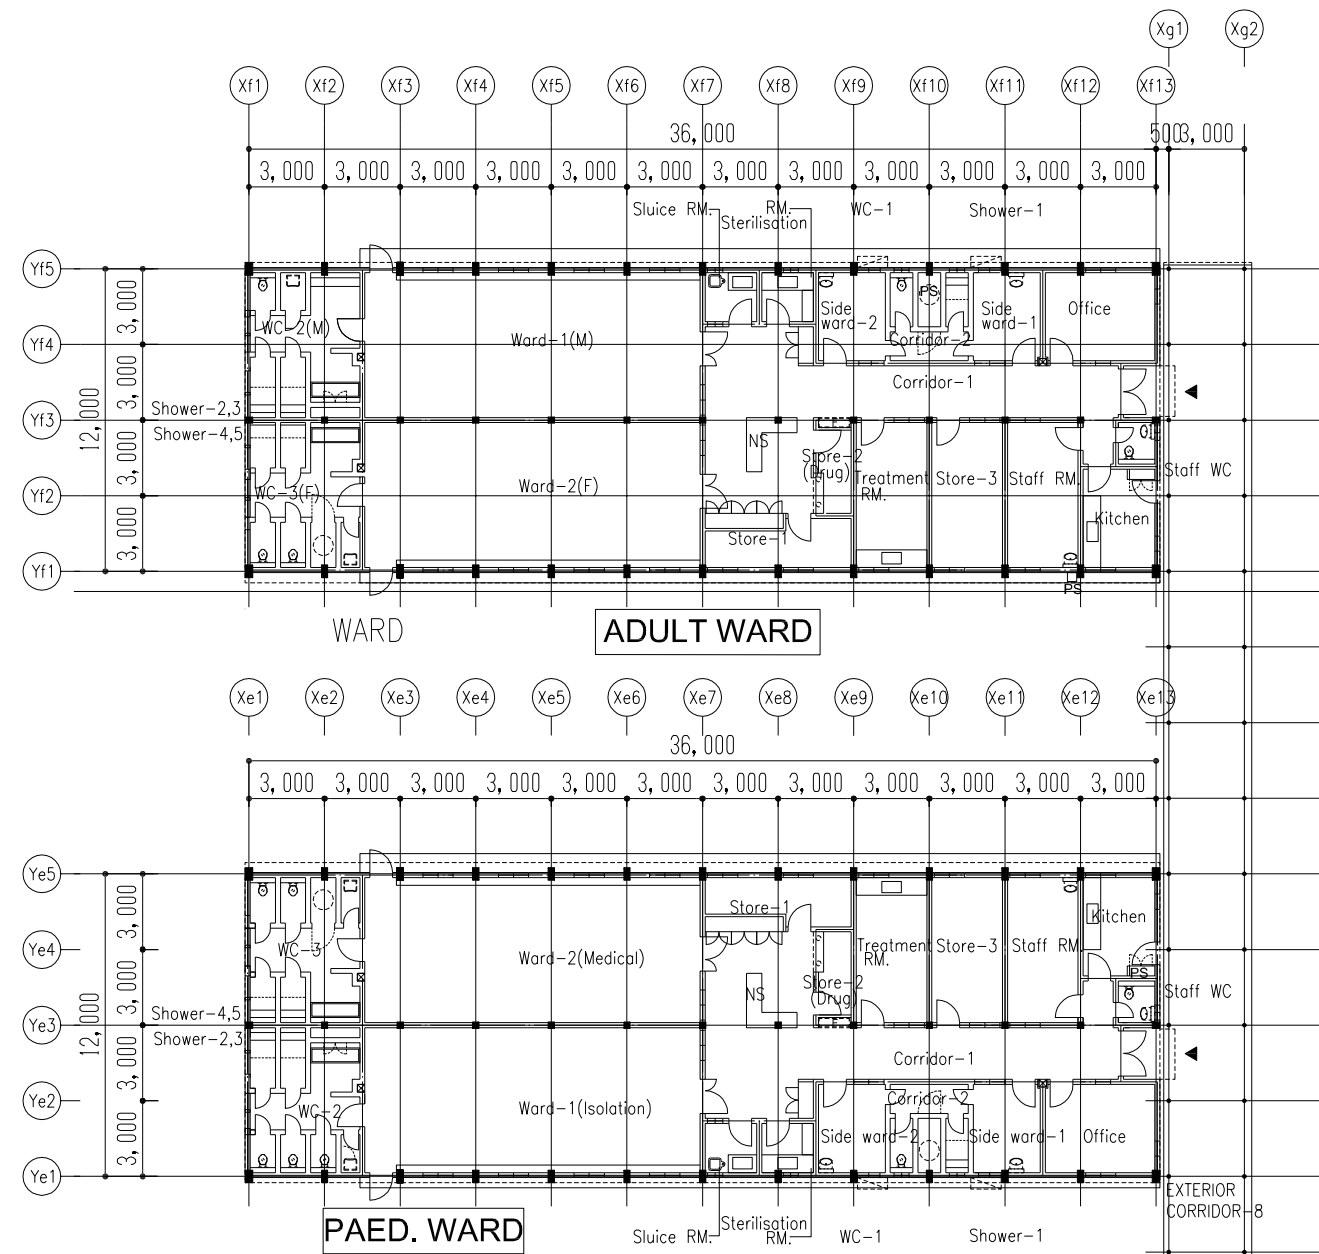 Xg1 Xg2
Xf1 Xf2 Xf3 Xf4 Xf5 Xf6 Xf7 Xf8 Xf9 Xf10 Xf11 Xf12 Xf13
36,000 500 3,000
3,000 3,000 3,000 3,000 3,000 3,000 3,000 3,000 3,000 3,000 3,000 3,000
Sluice RM. RM. WC-1 Shower-1
Sterilisation
Yf5
3,000
PS
Side Side Office
ward-2 ward-1
WC-2(M)
Yf4 Ward-1(M) Corridor-2
3,000
Corridor-1
Shower-2,3
Yf3
12,000 Shower-4,5
NS
3,000
Store-2
(Drug) Treatment Store-3 Staff RM. Staff WC
RM.
WC-3(F) Ward-2(F)
Yf2
Kitchen
3,000 Store-1
Yf1
PS
WARD ADULT WARD
Xe1 Xe2 Xe3 Xe4 Xe5 Xe6 Xe7 Xe8 Xe9 Xe10 Xe11 Xe12 Xe13
36,000
3,000 3,000 3,000 3,000 3,000 3,000 3,000 3,000 3,000 3,000 3,000 3,000
Ye5
3,000
Store-1 Kitchen
Ye4 WC-3 Treatment Store-3 Staff RM.
RM.
Ward-2(Medical)
PS
3,000
Store-2
(Drug)
NS Staff WC
Shower-4,5
Ye3
12,000 Shower-2,3
Corridor-1
3,000
Ye2 Corridor-2
WC-2 Ward-1(Isolation)
3,000
Side ward-2 Side ward-1 Office
Ye1
EXTERIOR
CORRIDOR-8
PAED. WARD
Sluice RM. Sterilisation
RM. WC-1 Shower-1